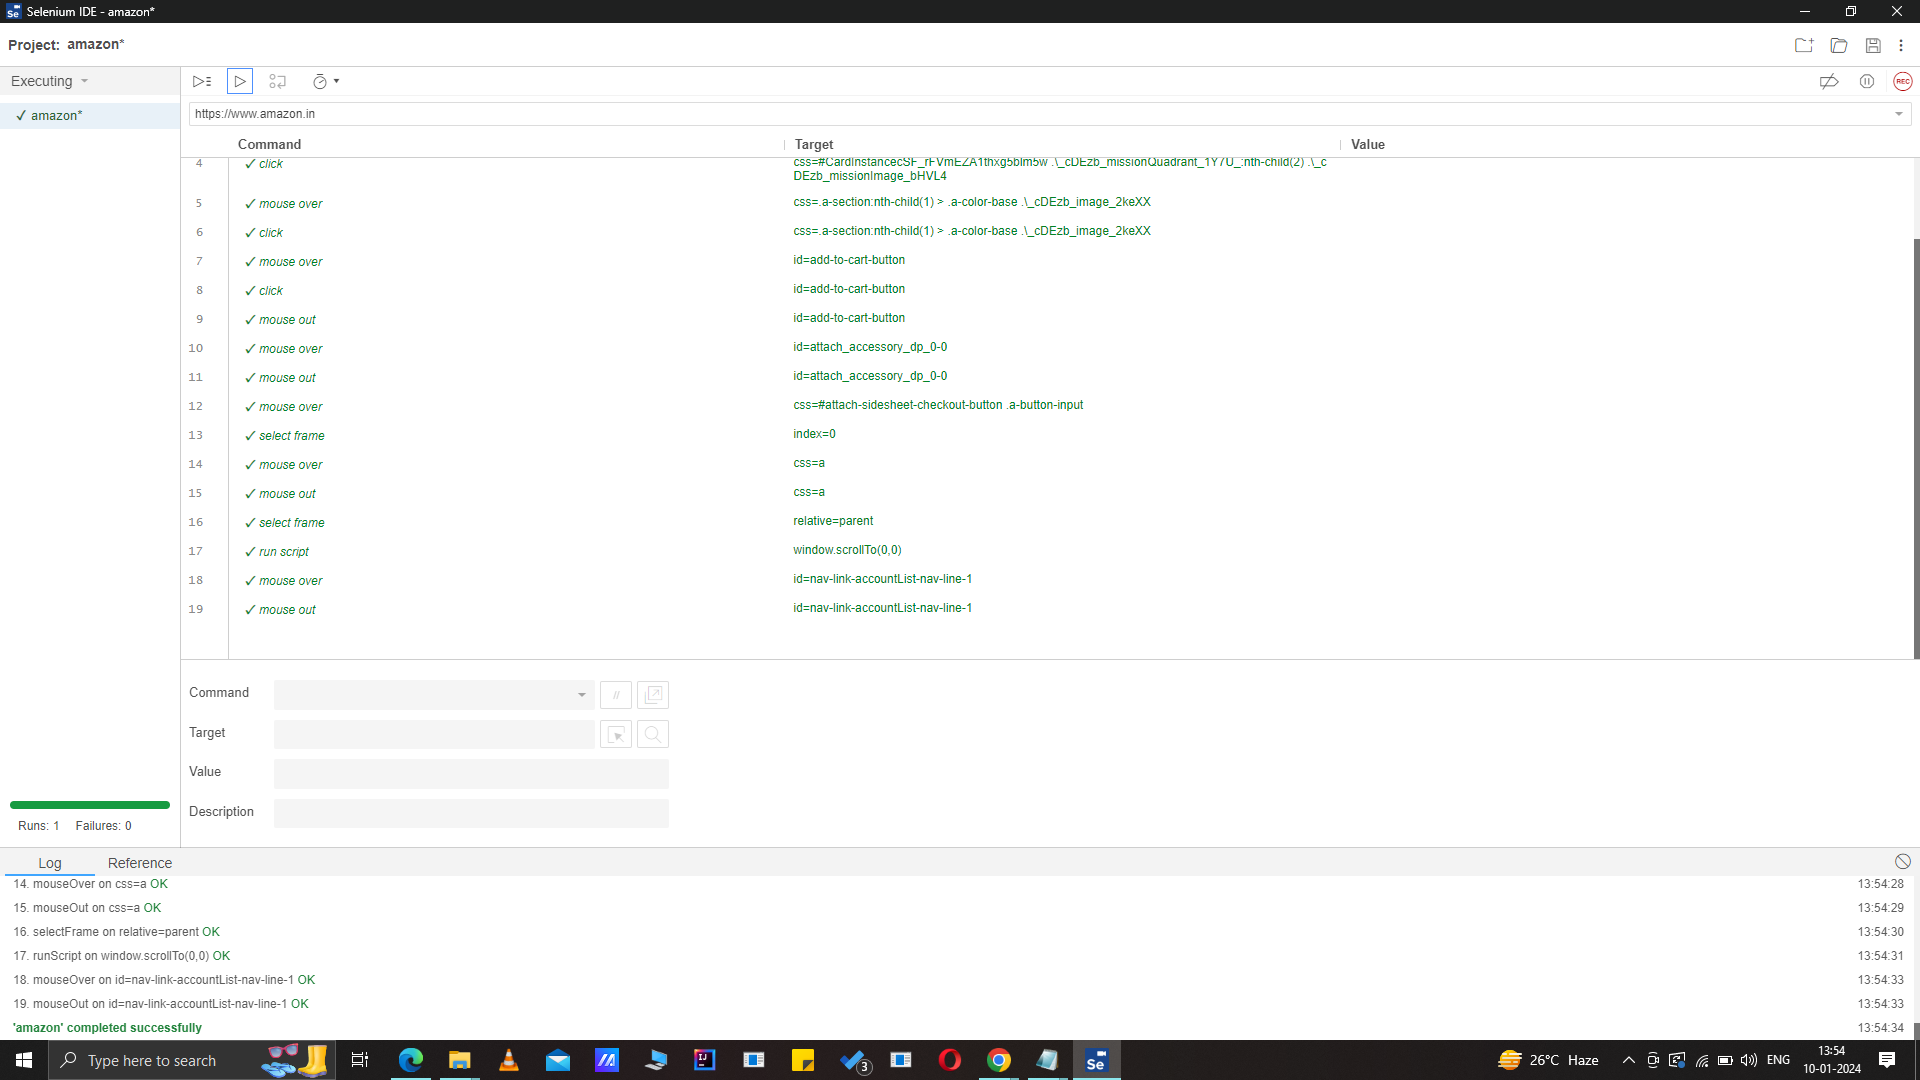 Selenium IDE - amazon*
Project: amazon*
Executing
REC
✓ amazon*
https://www.amazon.in
Command Target Value
4 ✓ click css=#CardInstancecSF_rFVmEZA1thxg5blm5w .\_cDEzb_missionQuadrant_1Y7U_:nth-child(2) .\_c
DEzb_missionImage_bHVL4
5 ✓ mouse over css=.a-section:nth-child(1) > .a-color-base .\_cDEzb_image_2keXX
6 ✓ click css=.a-section:nth-child(1) > .a-color-base .\_cDEzb_image_2keXX
7 ✓ mouse over id=add-to-cart-button
8 ✓ click id=add-to-cart-button
9 ✓ mouse out id=add-to-cart-button
10 ✓ mouse over id=attach_accessory_dp_0-0
11 ✓ mouse out id=attach_accessory_dp_0-0
12 ✓ mouse over css=#attach-sidesheet-checkout-button .a-button-input
13 ✓ select frame index=0
14 ✓ mouse over css=a
15 ✓ mouse out css=a
16 ✓ select frame relative=parent
17 ✓ run script window.scrollTo(0,0)
18 ✓ mouse over id=nav-link-accountList-nav-line-1
19 ✓ mouse out id=nav-link-accountList-nav-line-1
Command //
Target
Value
Description
Runs: 1 Failures: 0
Log Reference
14. mouseOver on css=a OK 13:54:28
15. mouseOut on css=a OK 13:54:29
16. selectFrame on relative=parent OK 13:54:30
17. runScript on window.scrollTo(0,0) OK 13:54:31
18. mouseOver on id=nav-link-accountList-nav-line-1 OK 13:54:33
19. mouseOut on id=nav-link-accountList-nav-line-1 OK 13:54:33
'amazon' completed successfully 13:54:34
Type here to search
IJ
3
Se
26°C Haze
ENG
13:54
10-01-2024